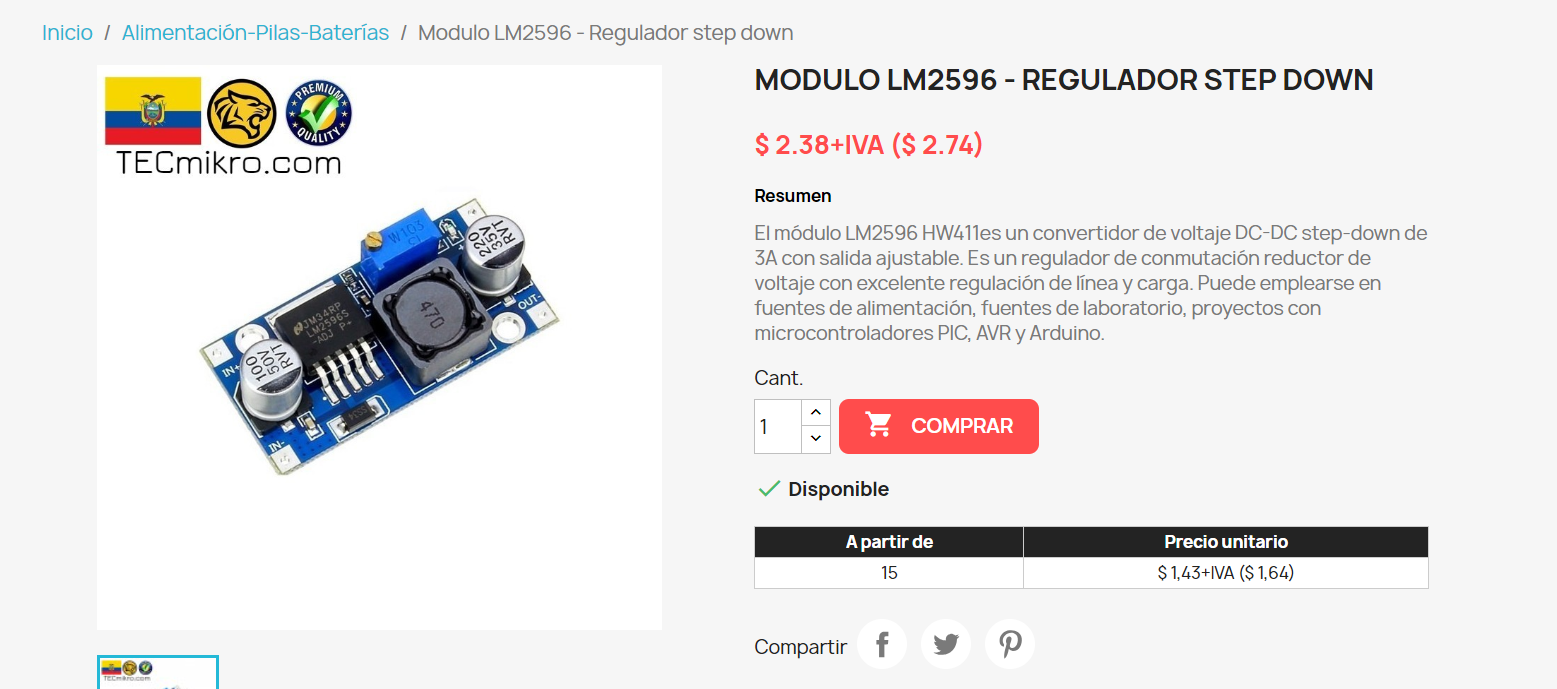 Inicio / Alimentación-Pilas-Baterías / Modulo LM2596 - Regulador step down
PREMIUM
QUALITY
TECmikro.com
W103
220
35V
RVT
470
JM34RP
LM2596S
-ADJ P+
OUT-
IN+
100
50V
RVT
SS34
IN-
MODULO LM2596 - REGULADOR STEP DOWN
$ 2.38+IVA ($ 2.74)
Resumen
El módulo LM2596 HW411es un convertidor de voltaje DC-DC step-down de
3A con salida ajustable. Es un regulador de conmutación reductor de
voltaje con excelente regulación de línea y carga. Puede emplearse en
fuentes de alimentación, fuentes de laboratorio, proyectos con
microcontroladores PIC, AVR y Arduino.
Cant.
1
COMPRAR
Disponible
A partir de Precio unitario
15 $ 1,43+IVA ($ 1,64)
Compartir
TECmikro.com